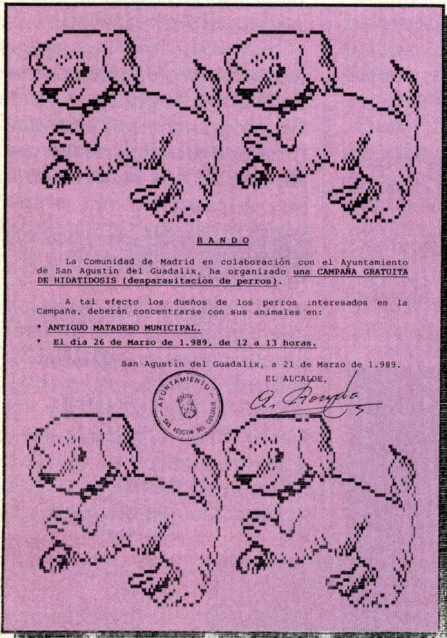 B A N D O
La Comunidad de Madrid en colaboración con el Ayuntamiento
de San Agustin del Guadalix, ha organizado una CAMPAÑA GRATUITA
DE HIDATIDOSIS (desparasitación de perros).
A tal efecto los dueños de los perros interesados en la
Campaña, deberán concentrarse con sus animales en:
* ANTIGUO MATADERO MUNICIPAL.
* El día 26 de Marzo de 1.989, de 12 a 13 horas.
San Agustin del Guadalix, a 21 de Marzo de 1.989.
EL ALCALDE,
AYUNTAMIENTO
SAN AGUSTIN DEL GUADALIX